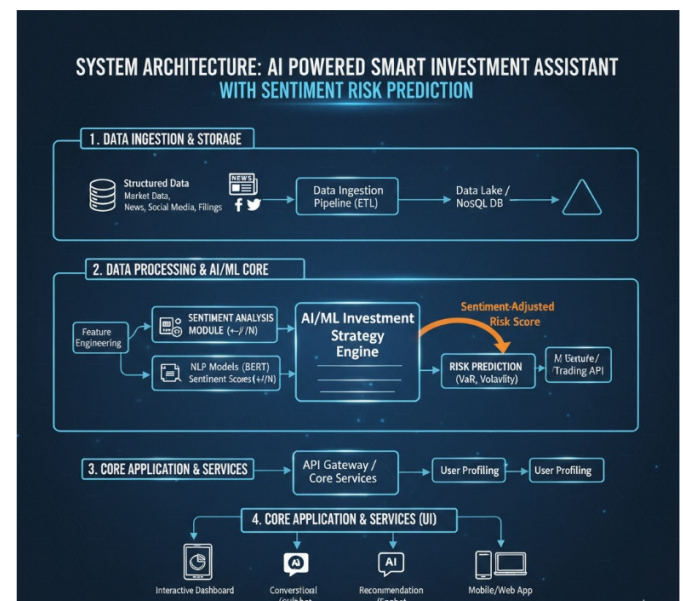 SYSTEM ARCHITECTURE: AI POWERED SMART INVESTMENT ASSISTANT
WITH SENTIMENT RISK PREDICTION
1. DATA INGESTION & STORAGE
Structured Data
Market Data,
News, Social Media, Filings
NEWS
Data Ingestion
Pipeline (ETL)
Data Lake /
NoSQL DB
2. DATA PROCESSING & AI/ML CORE
Feature
Engineering
SENTIMENT ANALYSIS
MODULE
NLP Models (BERT)
Sentinent Scores (+//N)
AI/ML Investment
Strategy
Engine
Sentiment-Adjusted
Risk Score
RISK PREDICTION
(VaR, Volavlity)
/Trading API
3. CORE APPLICATION & SERVICES
API Gateway /
Core Services
User Profiling
User Profiling
4. CORE APPLICATION & SERVICES (UI)
AI
Interactive Dashboard
Recommendation
Mobile/Web App